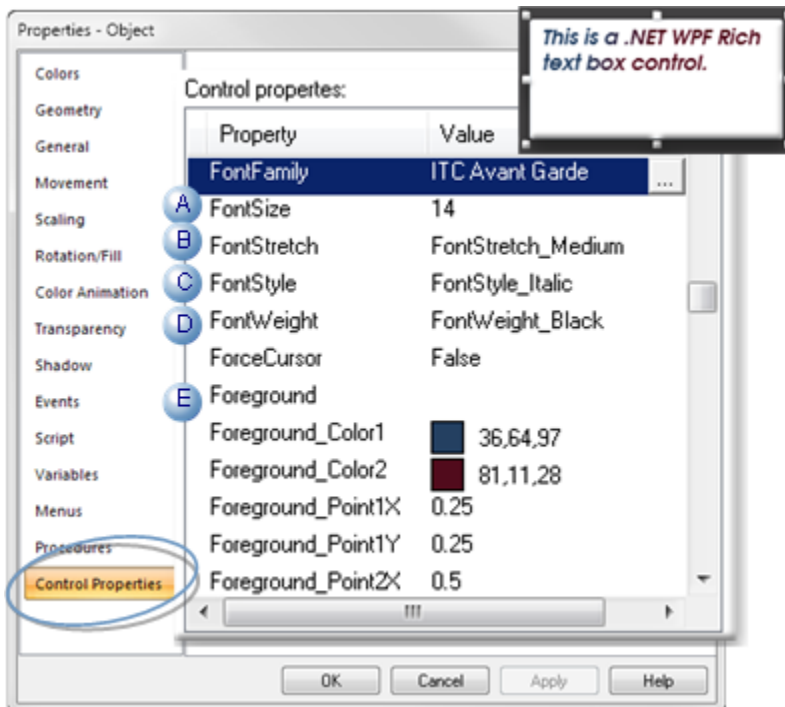 Properties - Object
This is a .NET WPF Rich
text box control.
Colors
Geometry
General
Movement
Scaling
Rotation/Fill
Color Animation
Transparency
Shadow
Events
Script
Variables
Menus
Procedures
Control Properties
Control propertes:
Property Value
FontFamily ITC Avant Garde ...
A FontSize 14
B FontStretch FontStretch_Medium
C FontStyle FontStyle_Italic
D FontWeight FontWeight_Black
ForceCursor False
E Foreground
Foreground_Color1 36,64,97
Foreground_Color2 81,11,28
Foreground_Point1X 0.25
Foreground_Point1Y 0.25
Foreground_Point2X 0.5
OK Cancel Apply Help